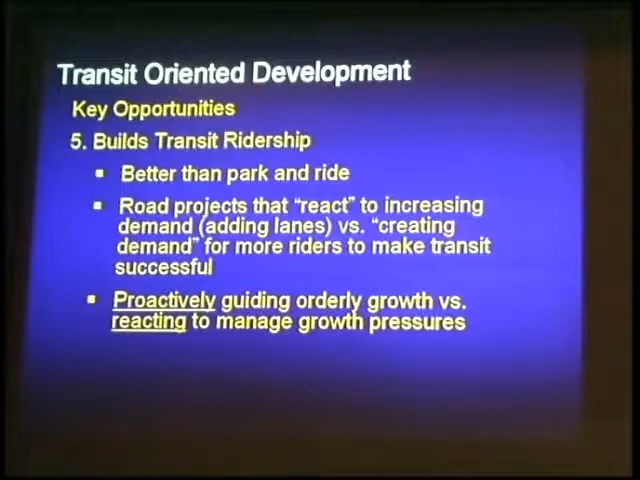 Transit Oriented Development
Key Opportunities
5. Builds Transit Ridership
▪ Better than park and ride
▪ Road projects that “react” to increasing
demand (adding lanes) vs. “creating
demand” for more riders to make transit
successful
▪ Proactively guiding orderly growth vs.
reacting to manage growth pressures